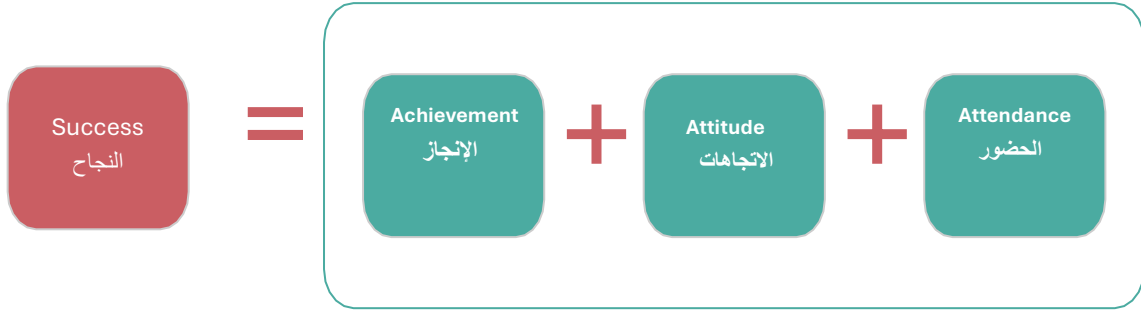 Success
النجاح
=
Achievement
الإنجاز
+
Attitude
الاتجاهات
+
Attendance
الحضور